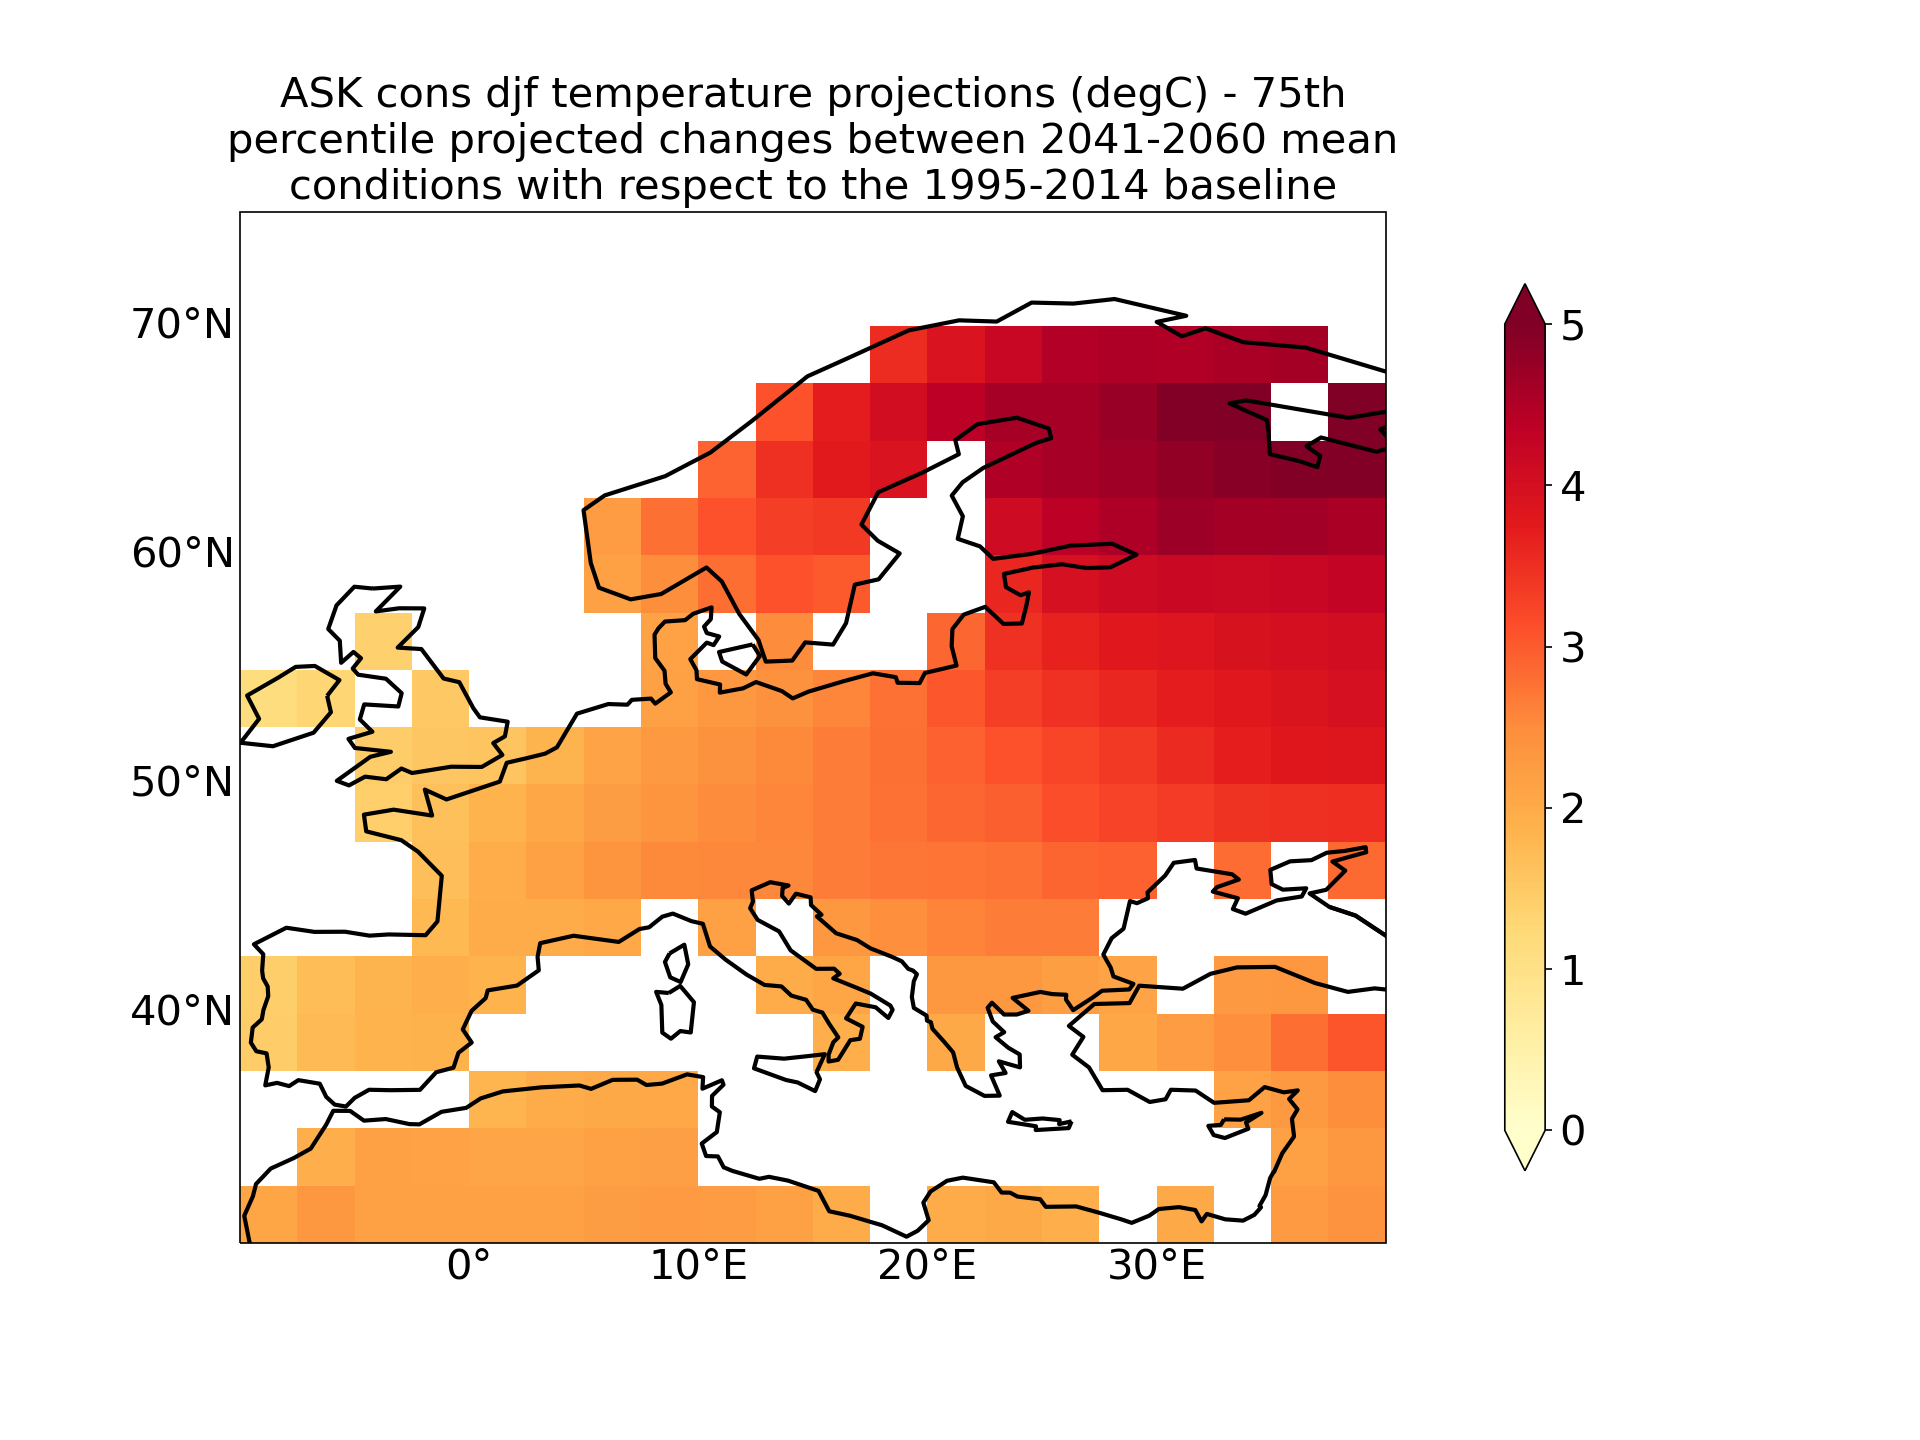 ASK cons djf temperature projections (degC) - 75th
percentile projected changes between 2041-2060 mean
conditions with respect to the 1995-2014 baseline
70°N
60°N
50°N
40°N
0°
10°E
20°E
30°E
5
4
3
2
1
0